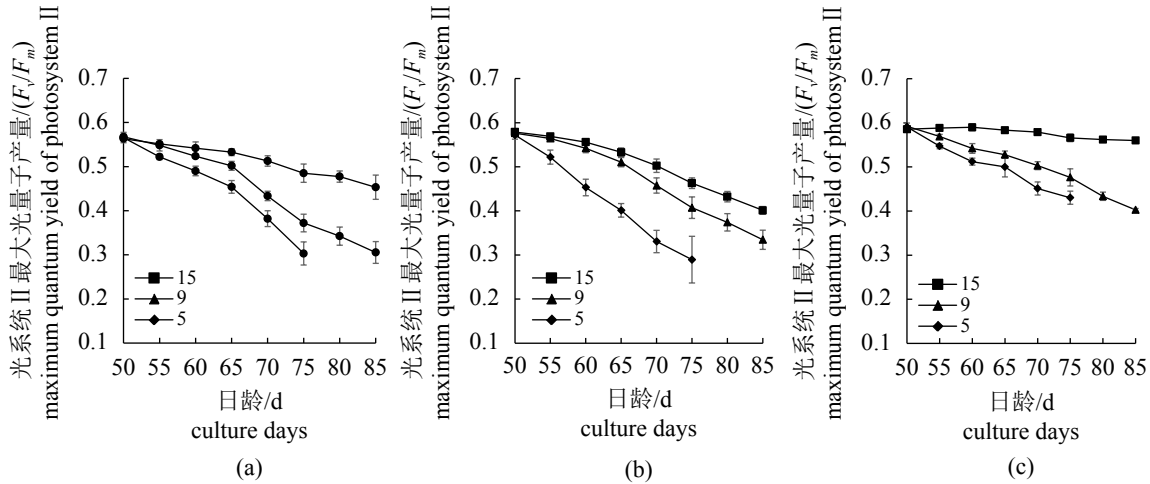 光系统 II 最大光量子产量/(Fv/Fm)
maximum quantum yield of photosystem II
0.7
0.6
0.5
0.4
0.3
0.2
0.1
15
9
5
50 55 60 65 70 75 80 85
日龄/d
culture days
(a)
光系统 II 最大光量子产量/(Fv/Fm)
maximum quantum yield of photosystem II
0.7
0.6
0.5
0.4
0.3
0.2
0.1
15
9
5
50 55 60 65 70 75 80 85
日龄/d
culture days
(b)
光系统 II 最大光量子产量/(Fv/Fm)
maximum quantum yield of photosystem II
0.7
0.6
0.5
0.4
0.3
0.2
0.1
15
9
5
50 55 60 65 70 75 80 85
日龄/d
culture days
(c)